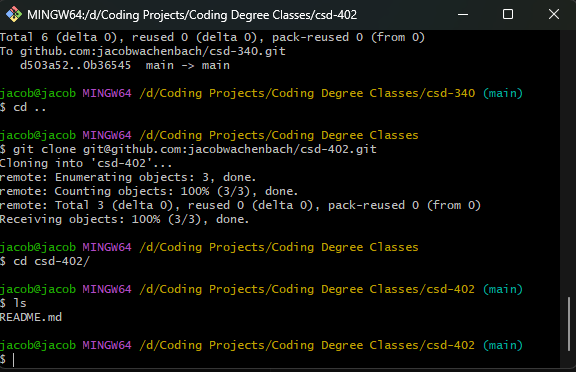 MINGW64:/d/Coding Projects/Coding Degree Classes/csd-402
Total 6 (delta 0), reused 0 (delta 0), pack-reused 0 (from 0)
To github.com:jacobwachenbach/csd-340.git
   d503a52..0b36545  main -> main
jacob@jacob MINGW64 /d/Coding Projects/Coding Degree Classes/csd-340 (main)
$ cd ..
jacob@jacob MINGW64 /d/Coding Projects/Coding Degree Classes
$ git clone git@github.com:jacobwachenbach/csd-402.git
Cloning into 'csd-402'...
remote: Enumerating objects: 3, done.
remote: Counting objects: 100% (3/3), done.
remote: Total 3 (delta 0), reused 0 (delta 0), pack-reused 0 (from 0)
Receiving objects: 100% (3/3), done.
jacob@jacob MINGW64 /d/Coding Projects/Coding Degree Classes
$ cd csd-402/
jacob@jacob MINGW64 /d/Coding Projects/Coding Degree Classes/csd-402 (main)
$ ls
README.md
jacob@jacob MINGW64 /d/Coding Projects/Coding Degree Classes/csd-402 (main)
$